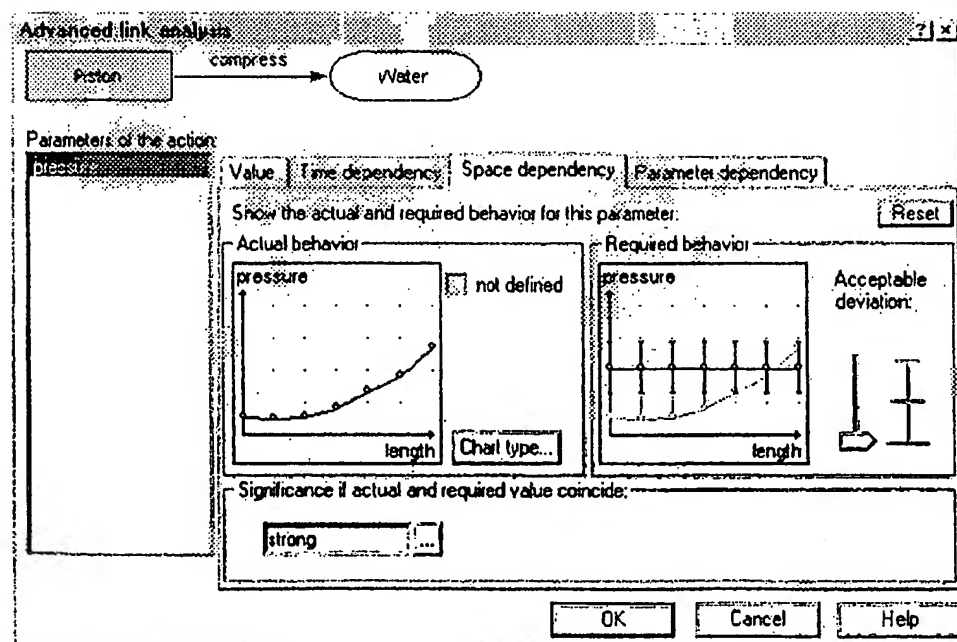 Advanced link analysis
? x
compress
Piston
Water
Parameters of the action:
Value
Time dependency
Space dependency
Parameter dependency
Show the actual and required behavior for this parameter:
Reset
Actual behavior
pressure
not defined
length
Chart type...
Required behavior
pressure
Acceptable
deviation:
length
Significance if actual and required value coincide:
strong
...
OK
Cancel
Help